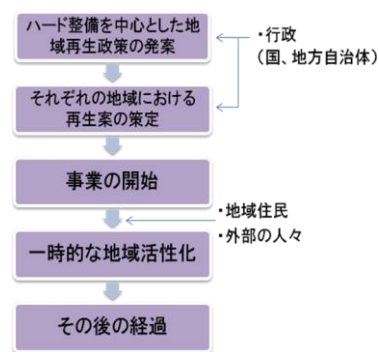 ハード整備を中心とした地
域再生政策の発案
・行政
（国、地方自治体）
それぞれの地域における
再生案の策定
事業の開始
・地域住民
・外部の人々
一時的な地域活性化
その後の経過